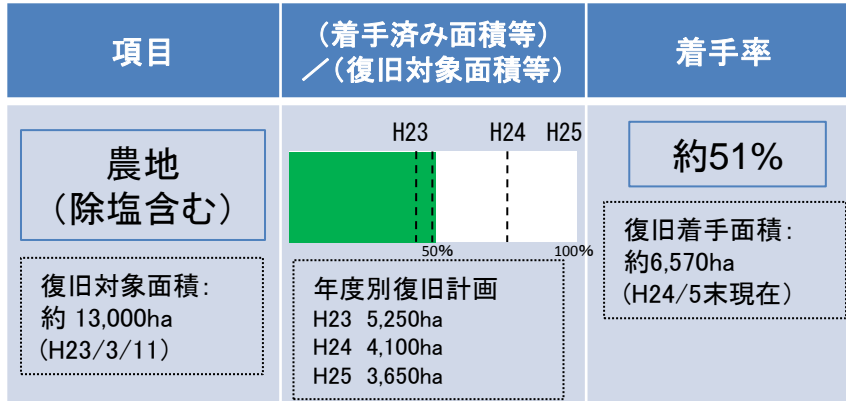 項目
(着手済み面積等)
／(復旧対象面積等)
着手率
農地
(除塩含む)
復旧対象面積:
約 13,000ha
(H23/3/11)
H23 H24 H25
50% 100%
年度別復旧計画
H23 5,250ha
H24 4,100ha
H25 3,650ha
約51%
復旧着手面積:
約6,570ha
(H24/5末現在)